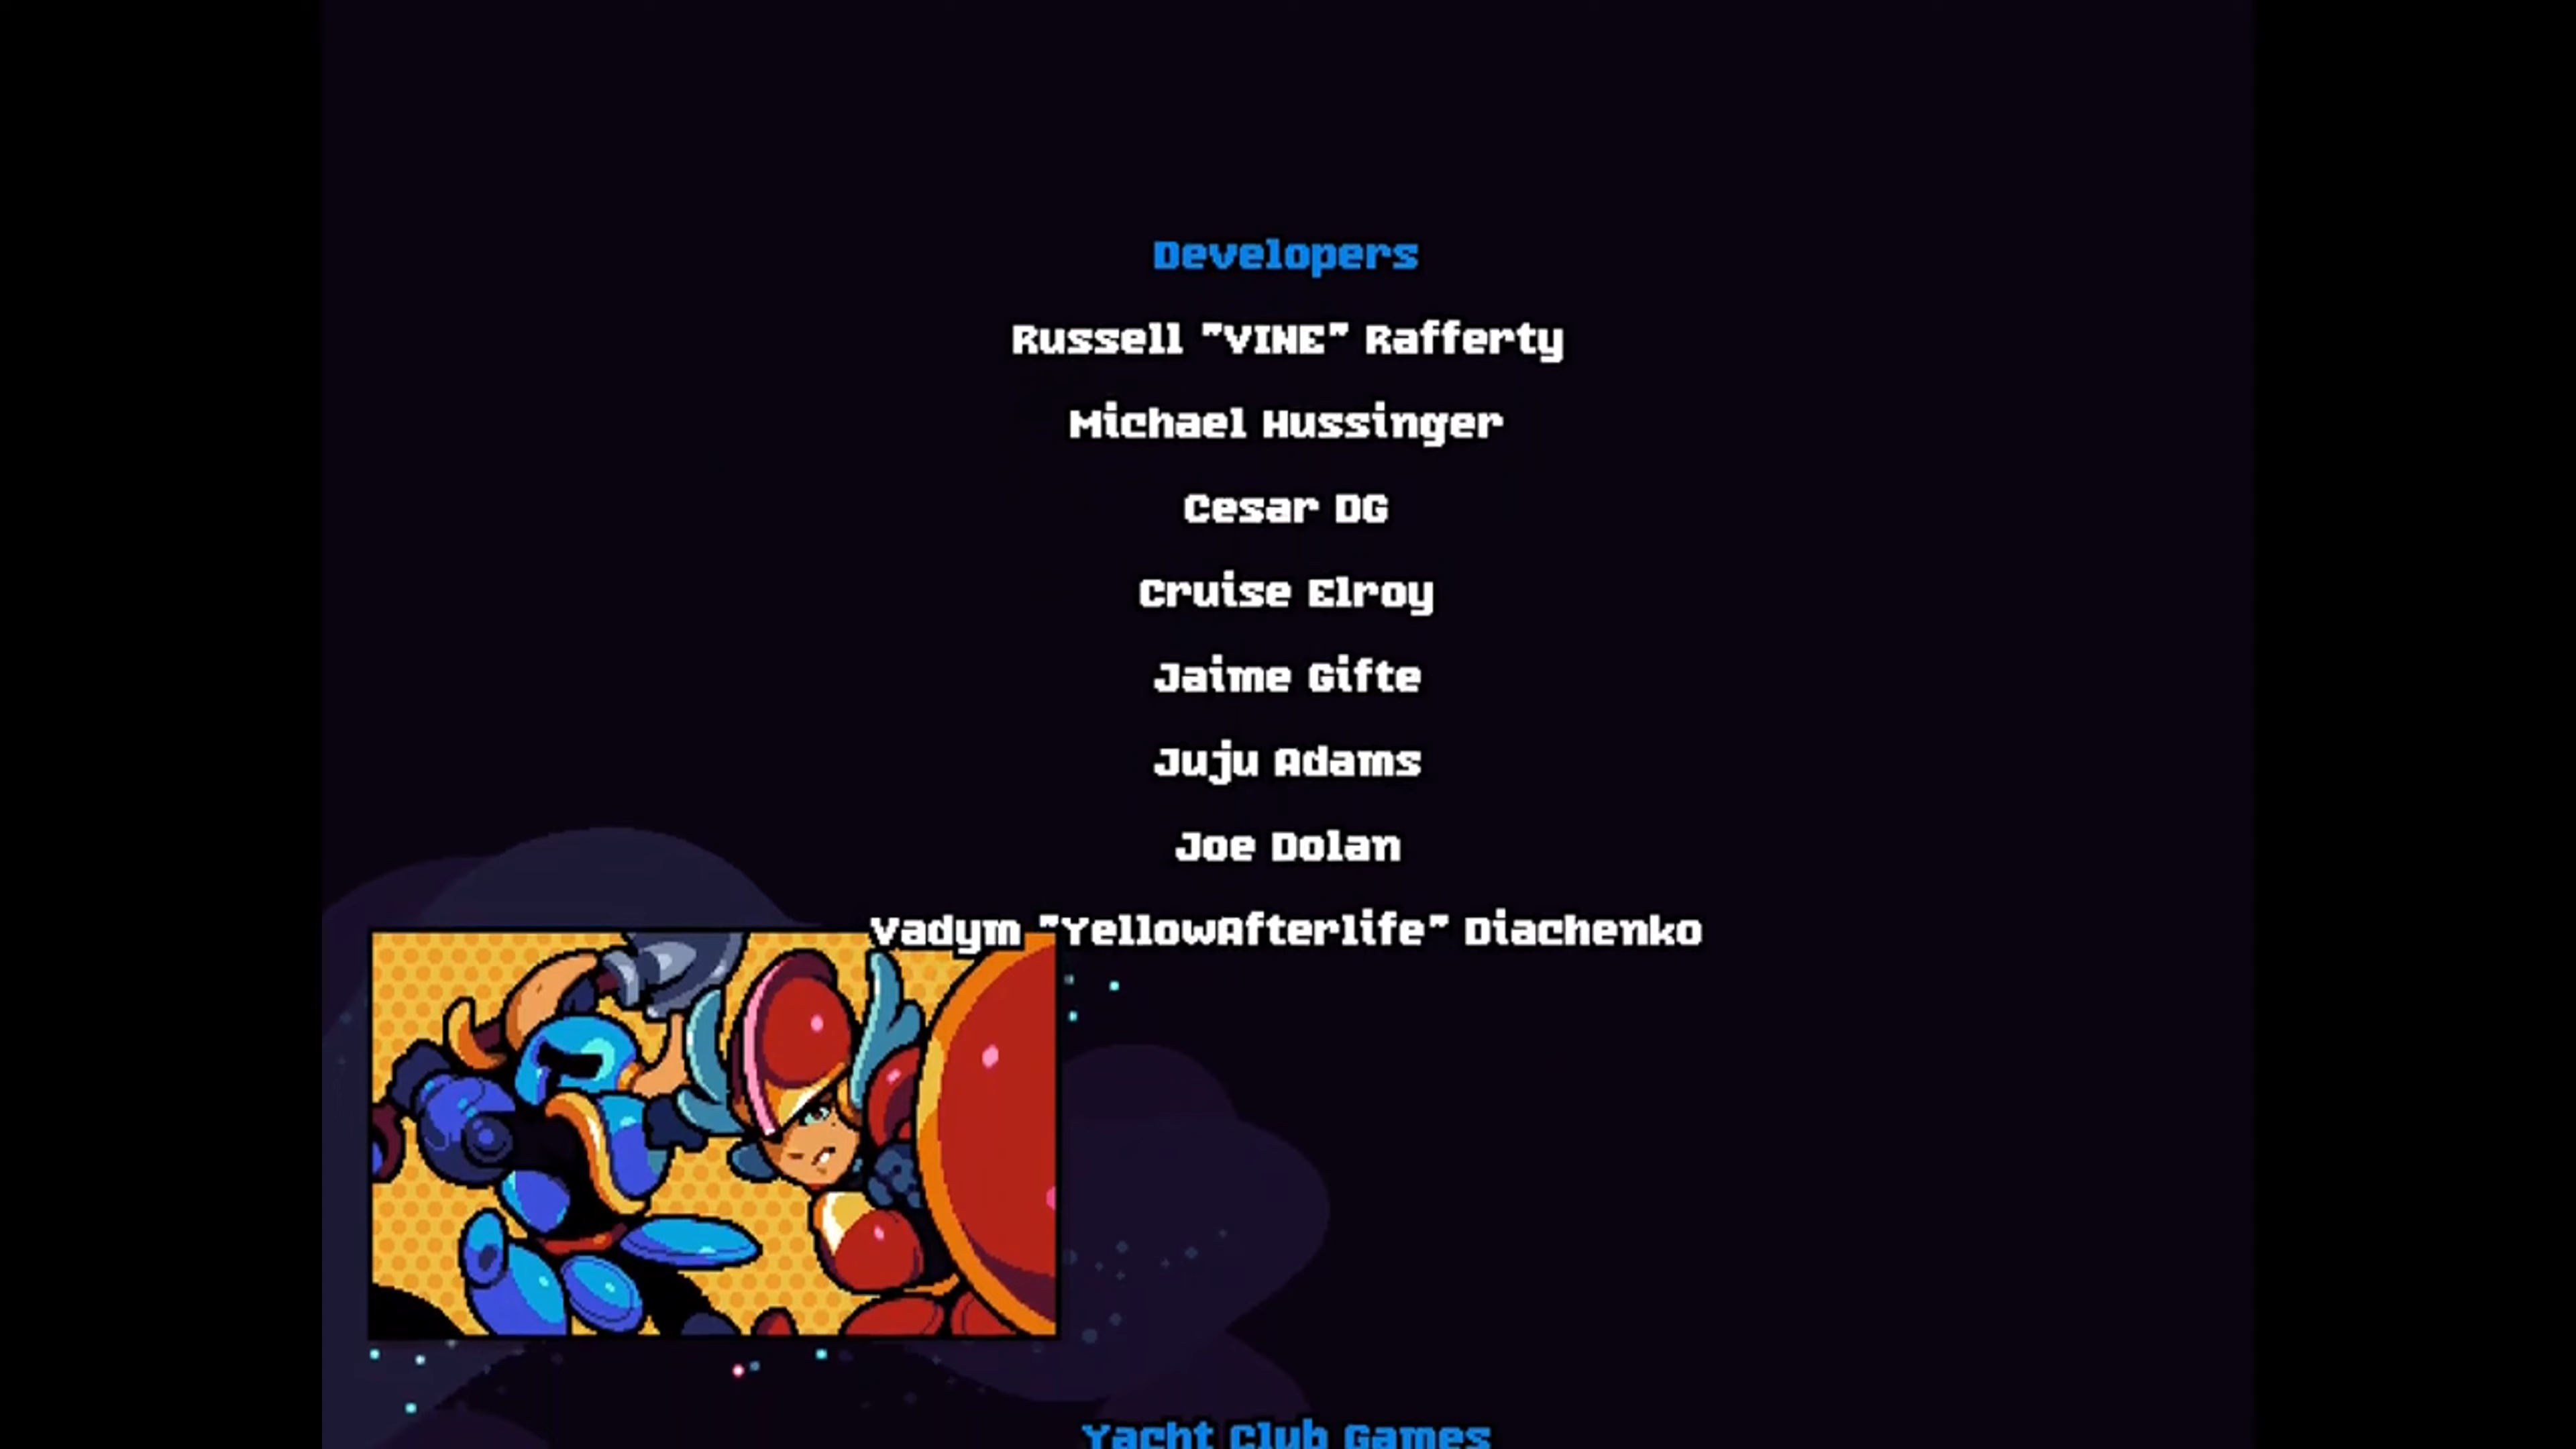 Developers
Russell "VINE" Rafferty
Michael Hussinger
Cesar DG
Cruise Elroy
Jaime Gifte
Juju Adams
Joe Dolan
Vadym "YellowAfterlife" Diachenko
Yacht Club Games